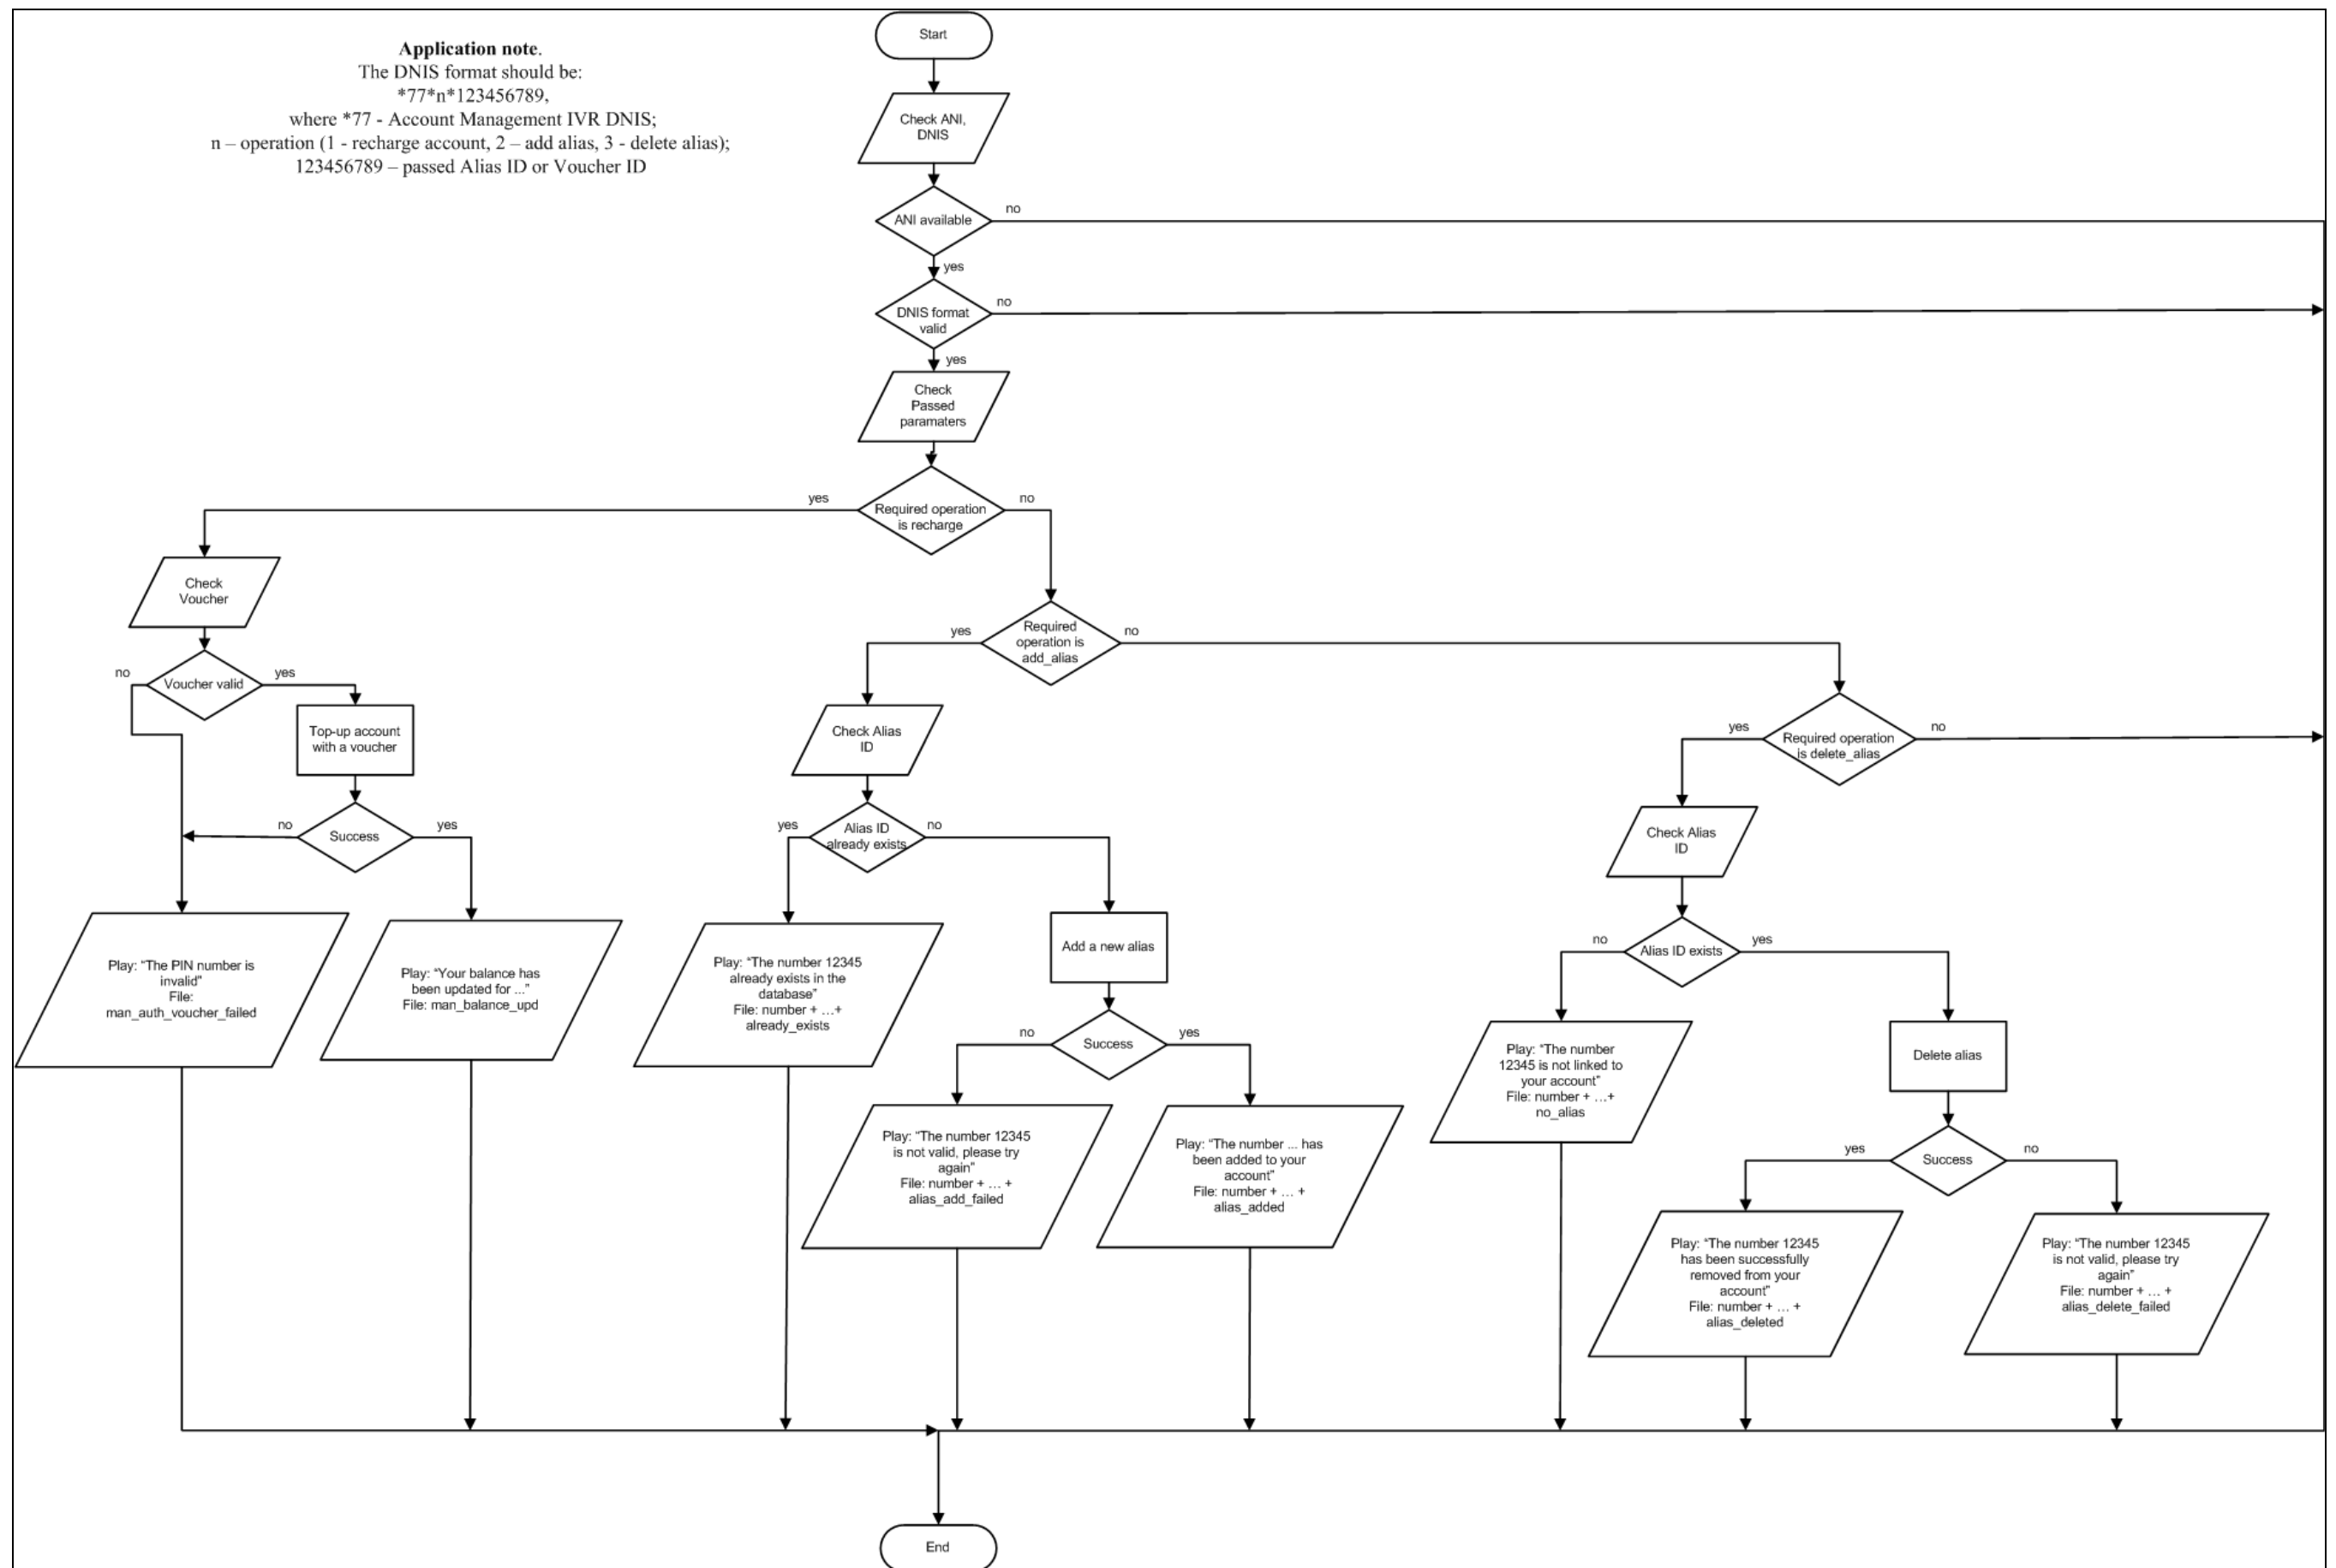 Application note.
The DNIS format should be:
*77*n*123456789,
where *77 - Account Management IVR DNIS;
n – operation (1 - recharge account, 2 – add alias, 3 - delete alias);
123456789 – passed Alias ID or Voucher ID
Start
Check ANI,
DNIS
ANI available
no
yes
DNIS format
valid
no
yes
Check
Passed
paramaters
Required operation
is recharge
yes
no
Check
Voucher
Voucher valid
no
yes
Top-up account
with a voucher
Success
no
yes
Play: “The PIN number is
invalid”
File:
man_auth_voucher_failed
Play: “Your balance has
been updated for ...”
File: man_balance_upd
Required
operation is
add_alias
yes
no
Check Alias
ID
Alias ID
already exists
yes
no
Play: “The number 12345
already exists in the
database”
File: number + …+
already_exists
Add a new alias
Success
no
yes
Play: “The number 12345
is not valid, please try
again”
File: number + … +
alias_add_failed
Play: “The number ... has
been added to your
account”
File: number + … +
alias_added
Required operation
is delete_alias
yes
no
Check Alias
ID
Alias ID exists
no
yes
Play: “The number
12345 is not linked to
your account”
File: number + …+
no_alias
Delete alias
Success
yes
no
Play: “The number 12345
has been successfully
removed from your
account”
File: number + … +
alias_deleted
Play: “The number 12345
is not valid, please try
again”
File: number + … +
alias_delete_failed
End